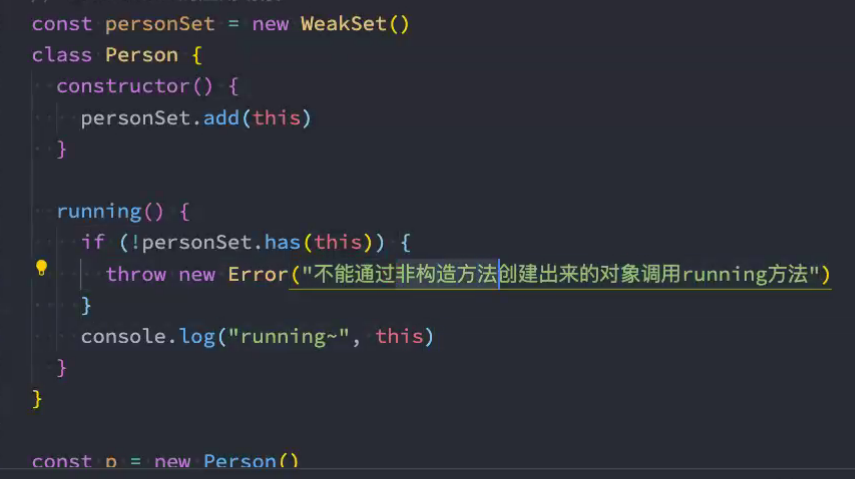 const personSet = new WeakSet()
class Person {
constructor() {
personSet.add(this)
}
running() {
if (!personSet.has(this)) {
throw new Error("不能通过非构造方法创建出来的对象调用running方法")
}
console.log("running~", this)
}
}
const p = new Person()